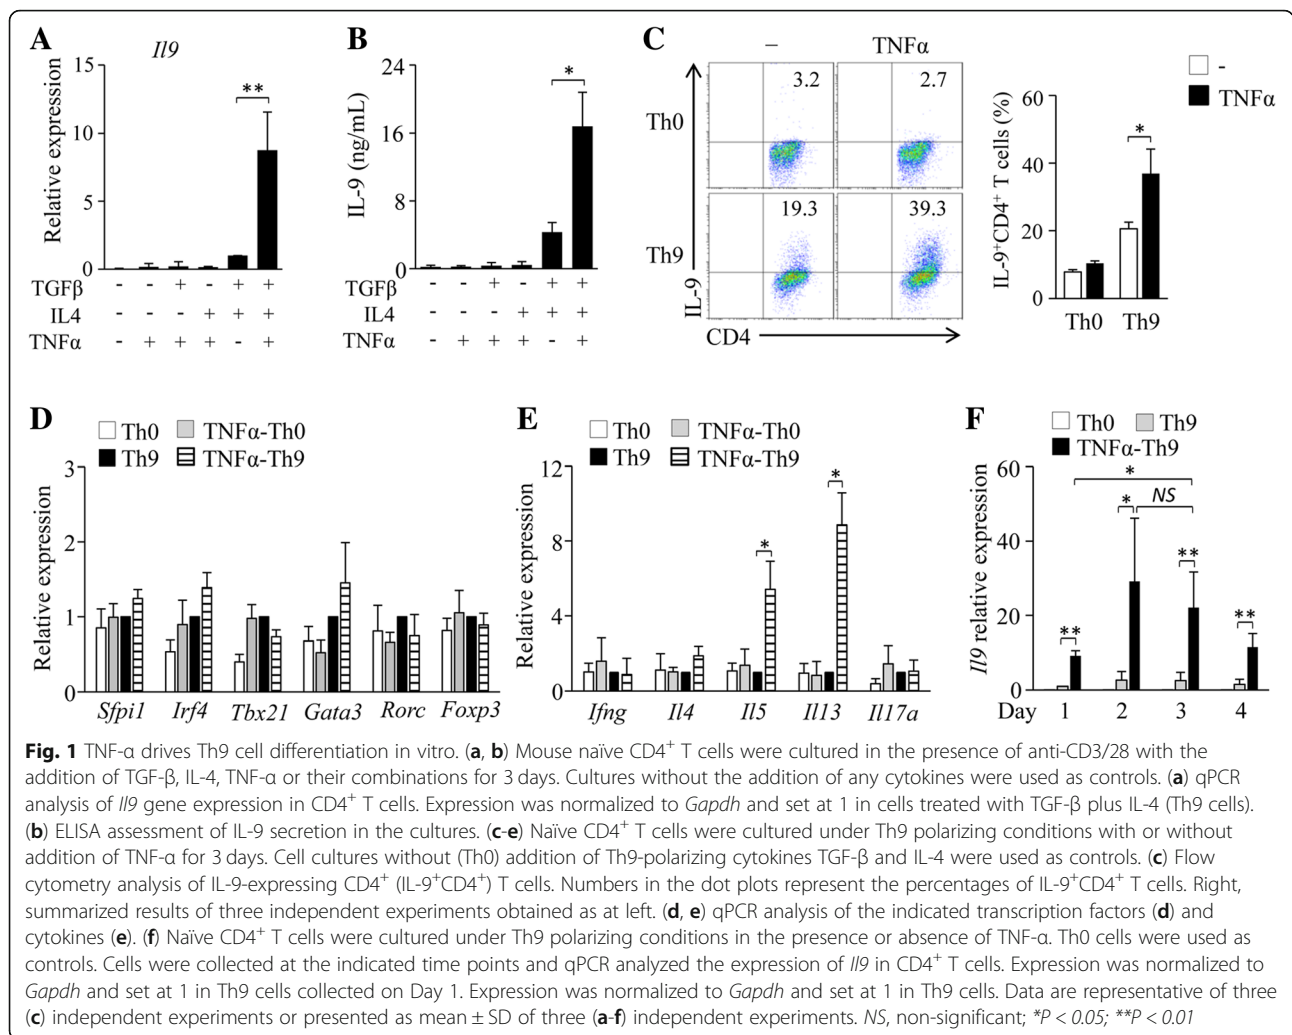 A
Il9
Relative expression
15
10
5
0
**
TGFβ - - + - + +
IL4 - - - + + +
TNFα - + + + - +
B
IL-9 (ng/mL)
24
16
8
0
*
TGFβ - - + - + +
IL4 - - - + + +
TNFα - + + + - +
C
– TNFα
Th0 3.2 2.7
Th9 19.3 39.3
IL-9
CD4
-
TNFα
IL-9⁺CD4⁺ T cells (%)
60
40
20
0
*
Th0 Th9
D
Th0 TNFα-Th0
Th9 TNFα-Th9
Relative expression
3
2
1
0
Sfpi1 Irf4 Tbx21 Gata3 Rorc Foxp3
E
Th0 TNFα-Th0
Th9 TNFα-Th9
Relative expression
12
8
4
0
* *
Ifng Il4 Il5 Il13 Il17a
F
Th0 Th9
TNFα-Th9
Il9 relative expression
60
40
20
0
*
* NS
** ** **
Day 1 2 3 4
Fig. 1 TNF-α drives Th9 cell differentiation in vitro. (a, b) Mouse naïve CD4⁺ T cells were cultured in the presence of anti-CD3/28 with the
addition of TGF-β, IL-4, TNF-α or their combinations for 3 days. Cultures without the addition of any cytokines were used as controls. (a) qPCR
analysis of Il9 gene expression in CD4⁺ T cells. Expression was normalized to Gapdh and set at 1 in cells treated with TGF-β plus IL-4 (Th9 cells).
(b) ELISA assessment of IL-9 secretion in the cultures. (c-e) Naïve CD4⁺ T cells were cultured under Th9 polarizing conditions with or without
addition of TNF-α for 3 days. Cell cultures without (Th0) addition of Th9-polarizing cytokines TGF-β and IL-4 were used as controls. (c) Flow
cytometry analysis of IL-9-expressing CD4⁺ (IL-9⁺CD4⁺) T cells. Numbers in the dot plots represent the percentages of IL-9⁺CD4⁺ T cells. Right,
summarized results of three independent experiments obtained as at left. (d, e) qPCR analysis of the indicated transcription factors (d) and
cytokines (e). (f) Naïve CD4⁺ T cells were cultured under Th9 polarizing conditions in the presence or absence of TNF-α. Th0 cells were used as
controls. Cells were collected at the indicated time points and qPCR analyzed the expression of Il9 in CD4⁺ T cells. Expression was normalized to
Gapdh and set at 1 in Th9 cells collected on Day 1. Expression was normalized to Gapdh and set at 1 in Th9 cells. Data are representative of three
(c) independent experiments or presented as mean ± SD of three (a-f) independent experiments. NS, non-significant; *P < 0.05; **P < 0.01